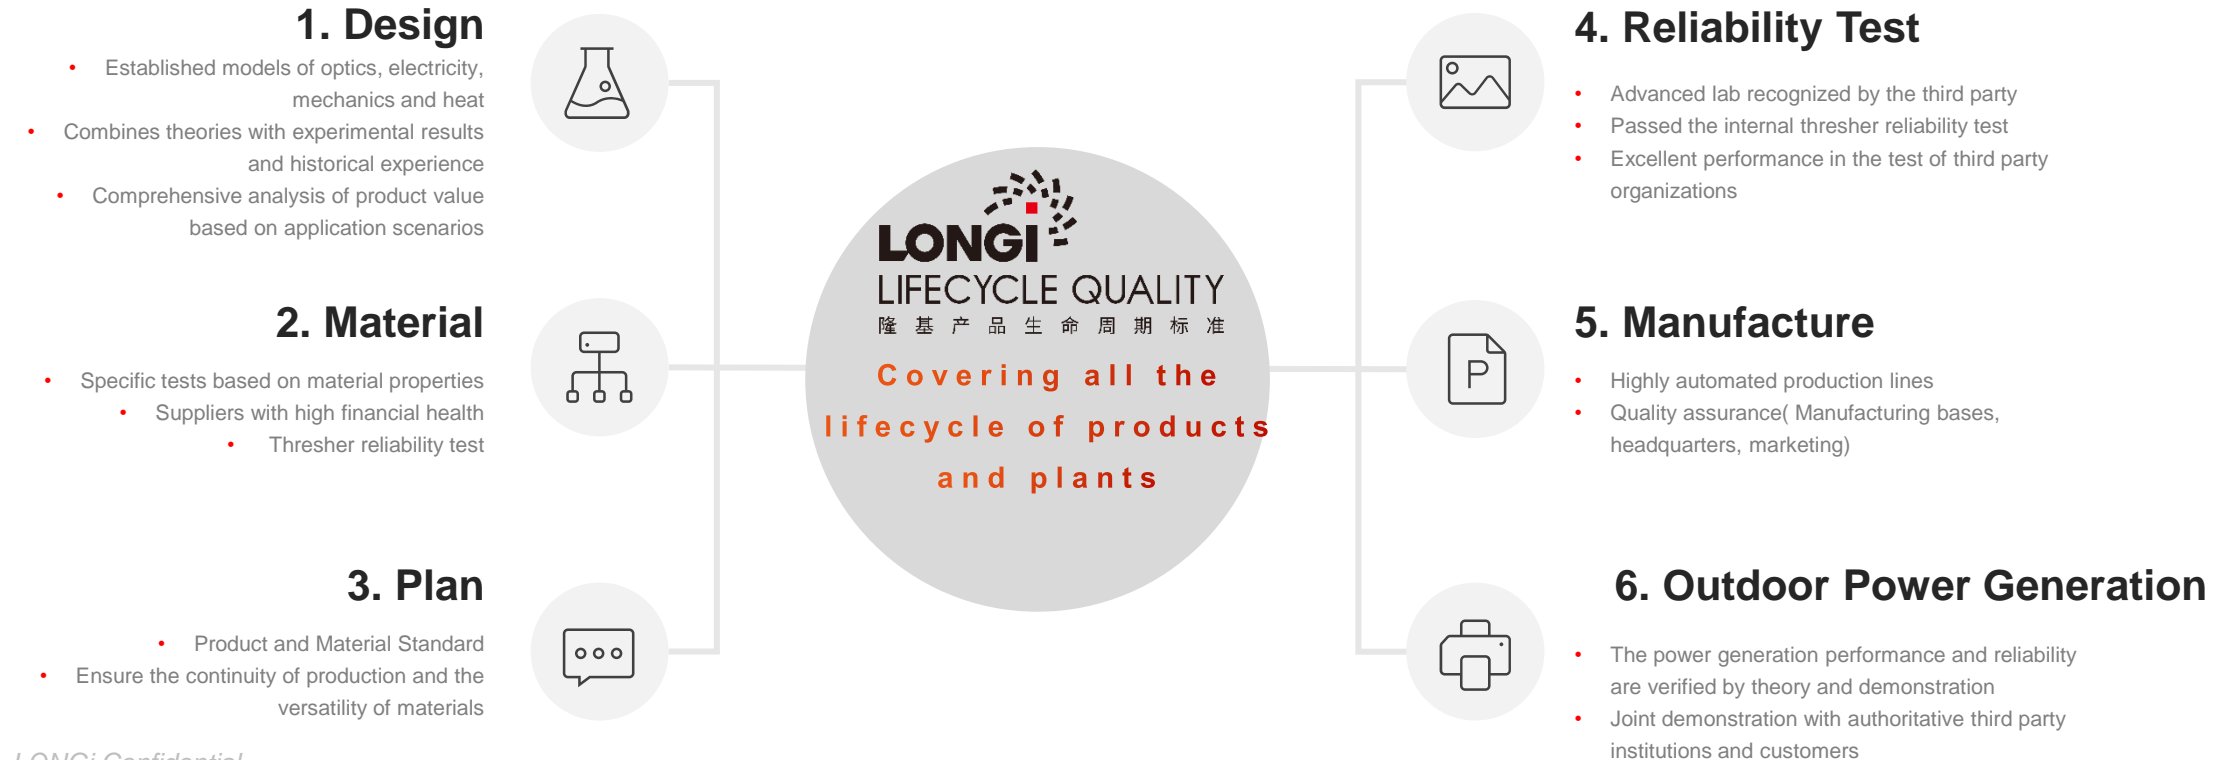 1. Design
• Established models of optics, electricity,
mechanics and heat
• Combines theories with experimental results
and historical experience
• Comprehensive analysis of product value
based on application scenarios
2. Material
• Specific tests based on material properties
• Suppliers with high financial health
• Thresher reliability test
3. Plan
• Product and Material Standard
• Ensure the continuity of production and the
versatility of materials
LONGi Confidential
LONGi
LIFECYCLE QUALITY
隆基产品生命周期标准
Covering all the
lifecycle of products
and plants
4. Reliability Test
• Advanced lab recognized by the third party
• Passed the internal thresher reliability test
• Excellent performance in the test of third party
organizations
5. Manufacture
P
• Highly automated production lines
• Quality assurance( Manufacturing bases,
headquarters, marketing)
6. Outdoor Power Generation
• The power generation performance and reliability
are verified by theory and demonstration
• Joint demonstration with authoritative third party
institutions and customers